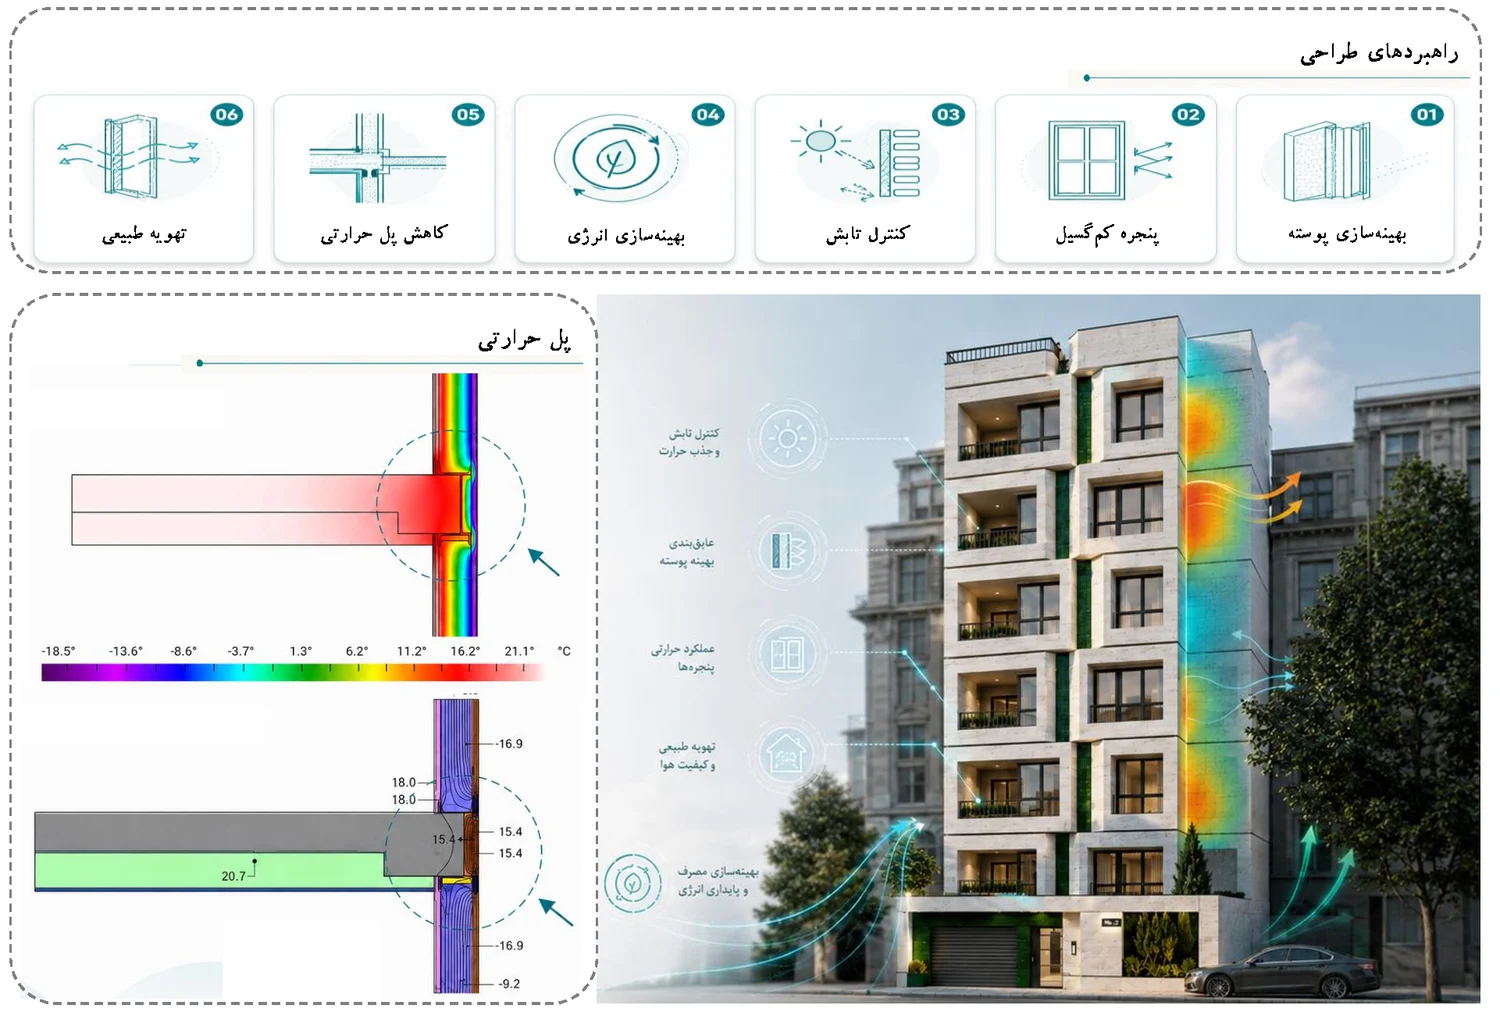 راهبردهای طراحی
01
بهینه‌سازی پوسته
02
پنجره کم‌گسیل
03
کنترل تابش
04
بهینه‌سازی انرژی
05
کاهش پل حرارتی
06
تهویه طبیعی
پل حرارتی
-18.5° -13.6° -8.6° -3.7° 1.3° 6.2° 11.2° 16.2° 21.1° °C
-16.9
18.0
18.0
15.4
15.4
15.4
20.7
-16.9
-9.2
کنترل تابش
و جذب حرارت
عایق‌بندی
بهینه پوسته
عملکرد حرارتی
پنجره‌ها
تهویه طبیعی
و کیفیت هوا
بهینه‌سازی مصرف
و پایداری انرژی